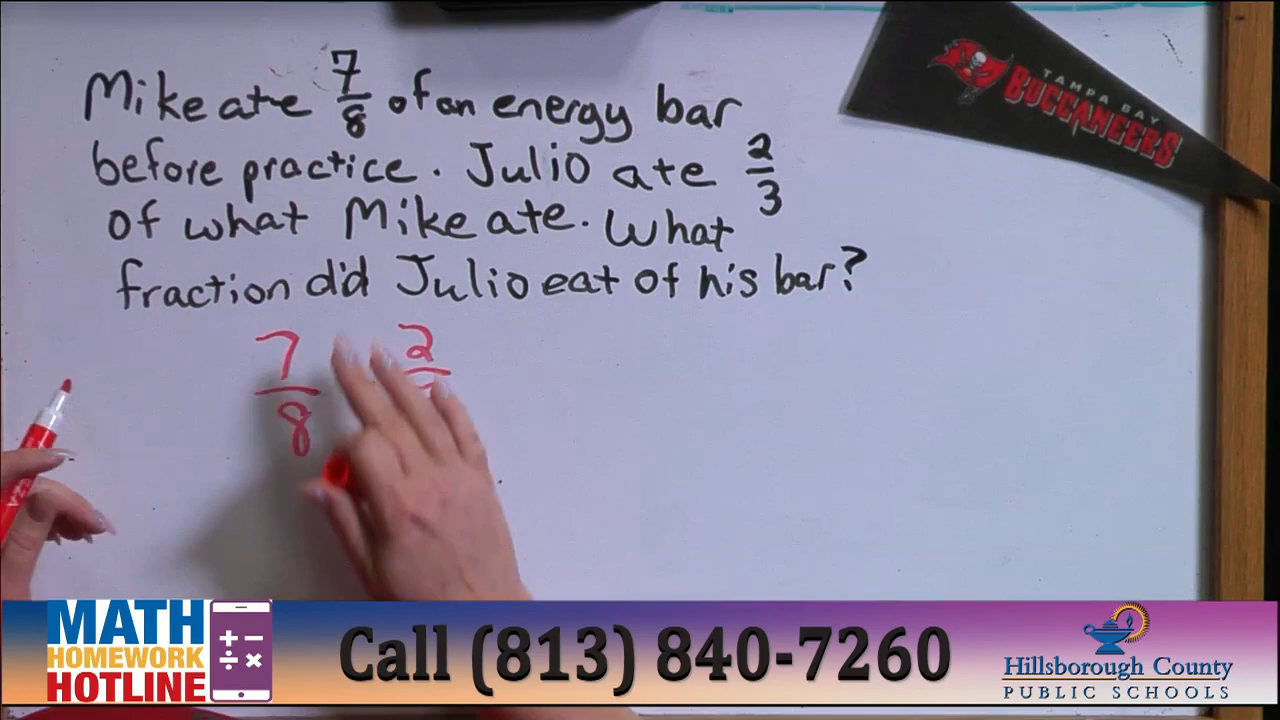 Mike ate 7/8 of an energy bar
before practice. Julio ate 2/3
of what Mike ate. What
fraction did Julio eat of his bar?
7/8 2
TAMPA BAY
BUCCANEERS
MATH
HOMEWORK
HOTLINE
Call (813) 840-7260
Hillsborough County
PUBLIC SCHOOLS